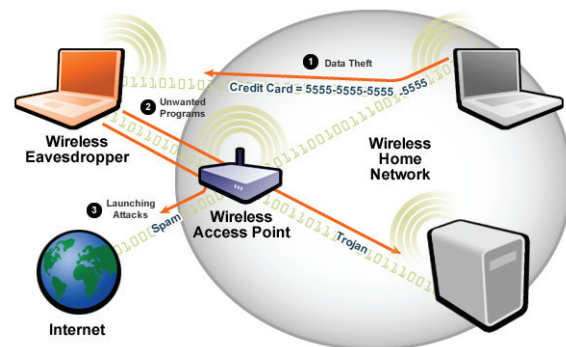 1 Data Theft
Credit Card = 5555-5555-5555, -5555
2 Unwanted
Programs
Wireless
Eavesdropper
Wireless
Home
Network
3 Launching
Attacks
Spam
Wireless
Access Point
Trojan
Internet